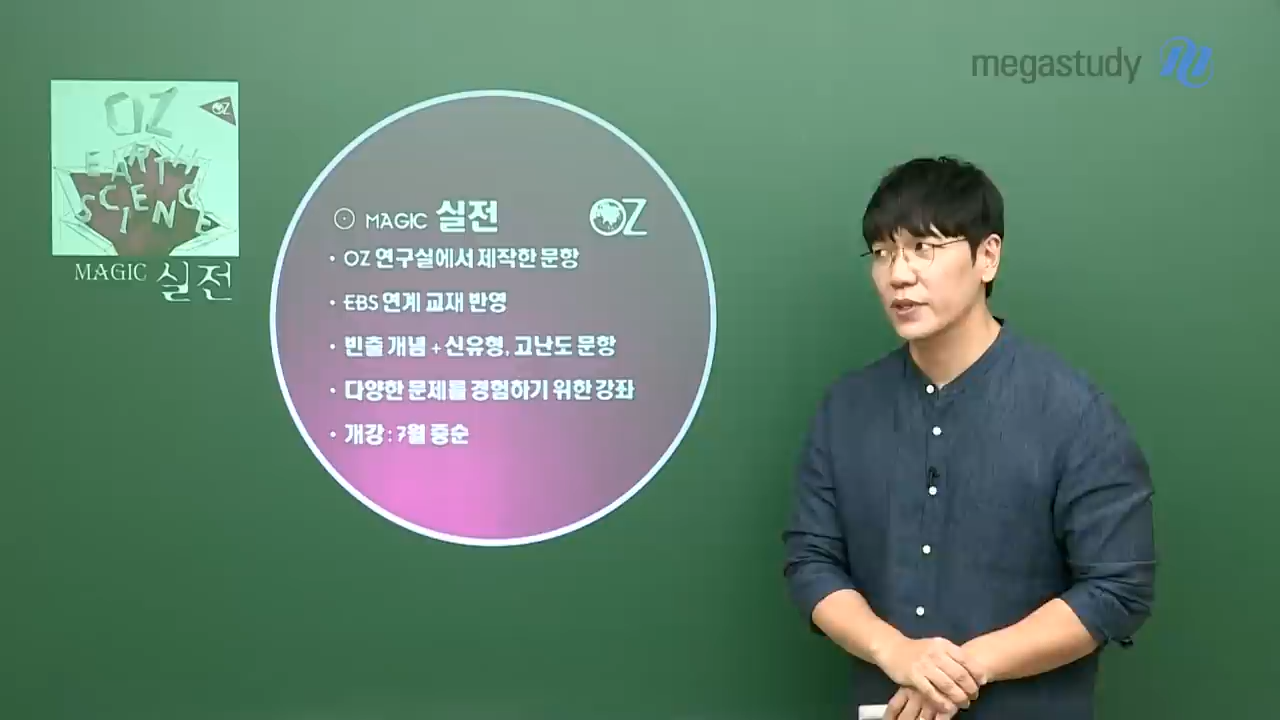 megastudy
OZ
OZ
EARTH
SCIENCE
MAGIC 실전
MAGIC 실전
OZ
• OZ 연구실에서 제작한 문항
• EBS 연계 교재 반영
• 빈출 개념 + 신유형, 고난도 문항
• 다양한 문제를 경험하기 위한 강좌
• 개강 : 7월 중순